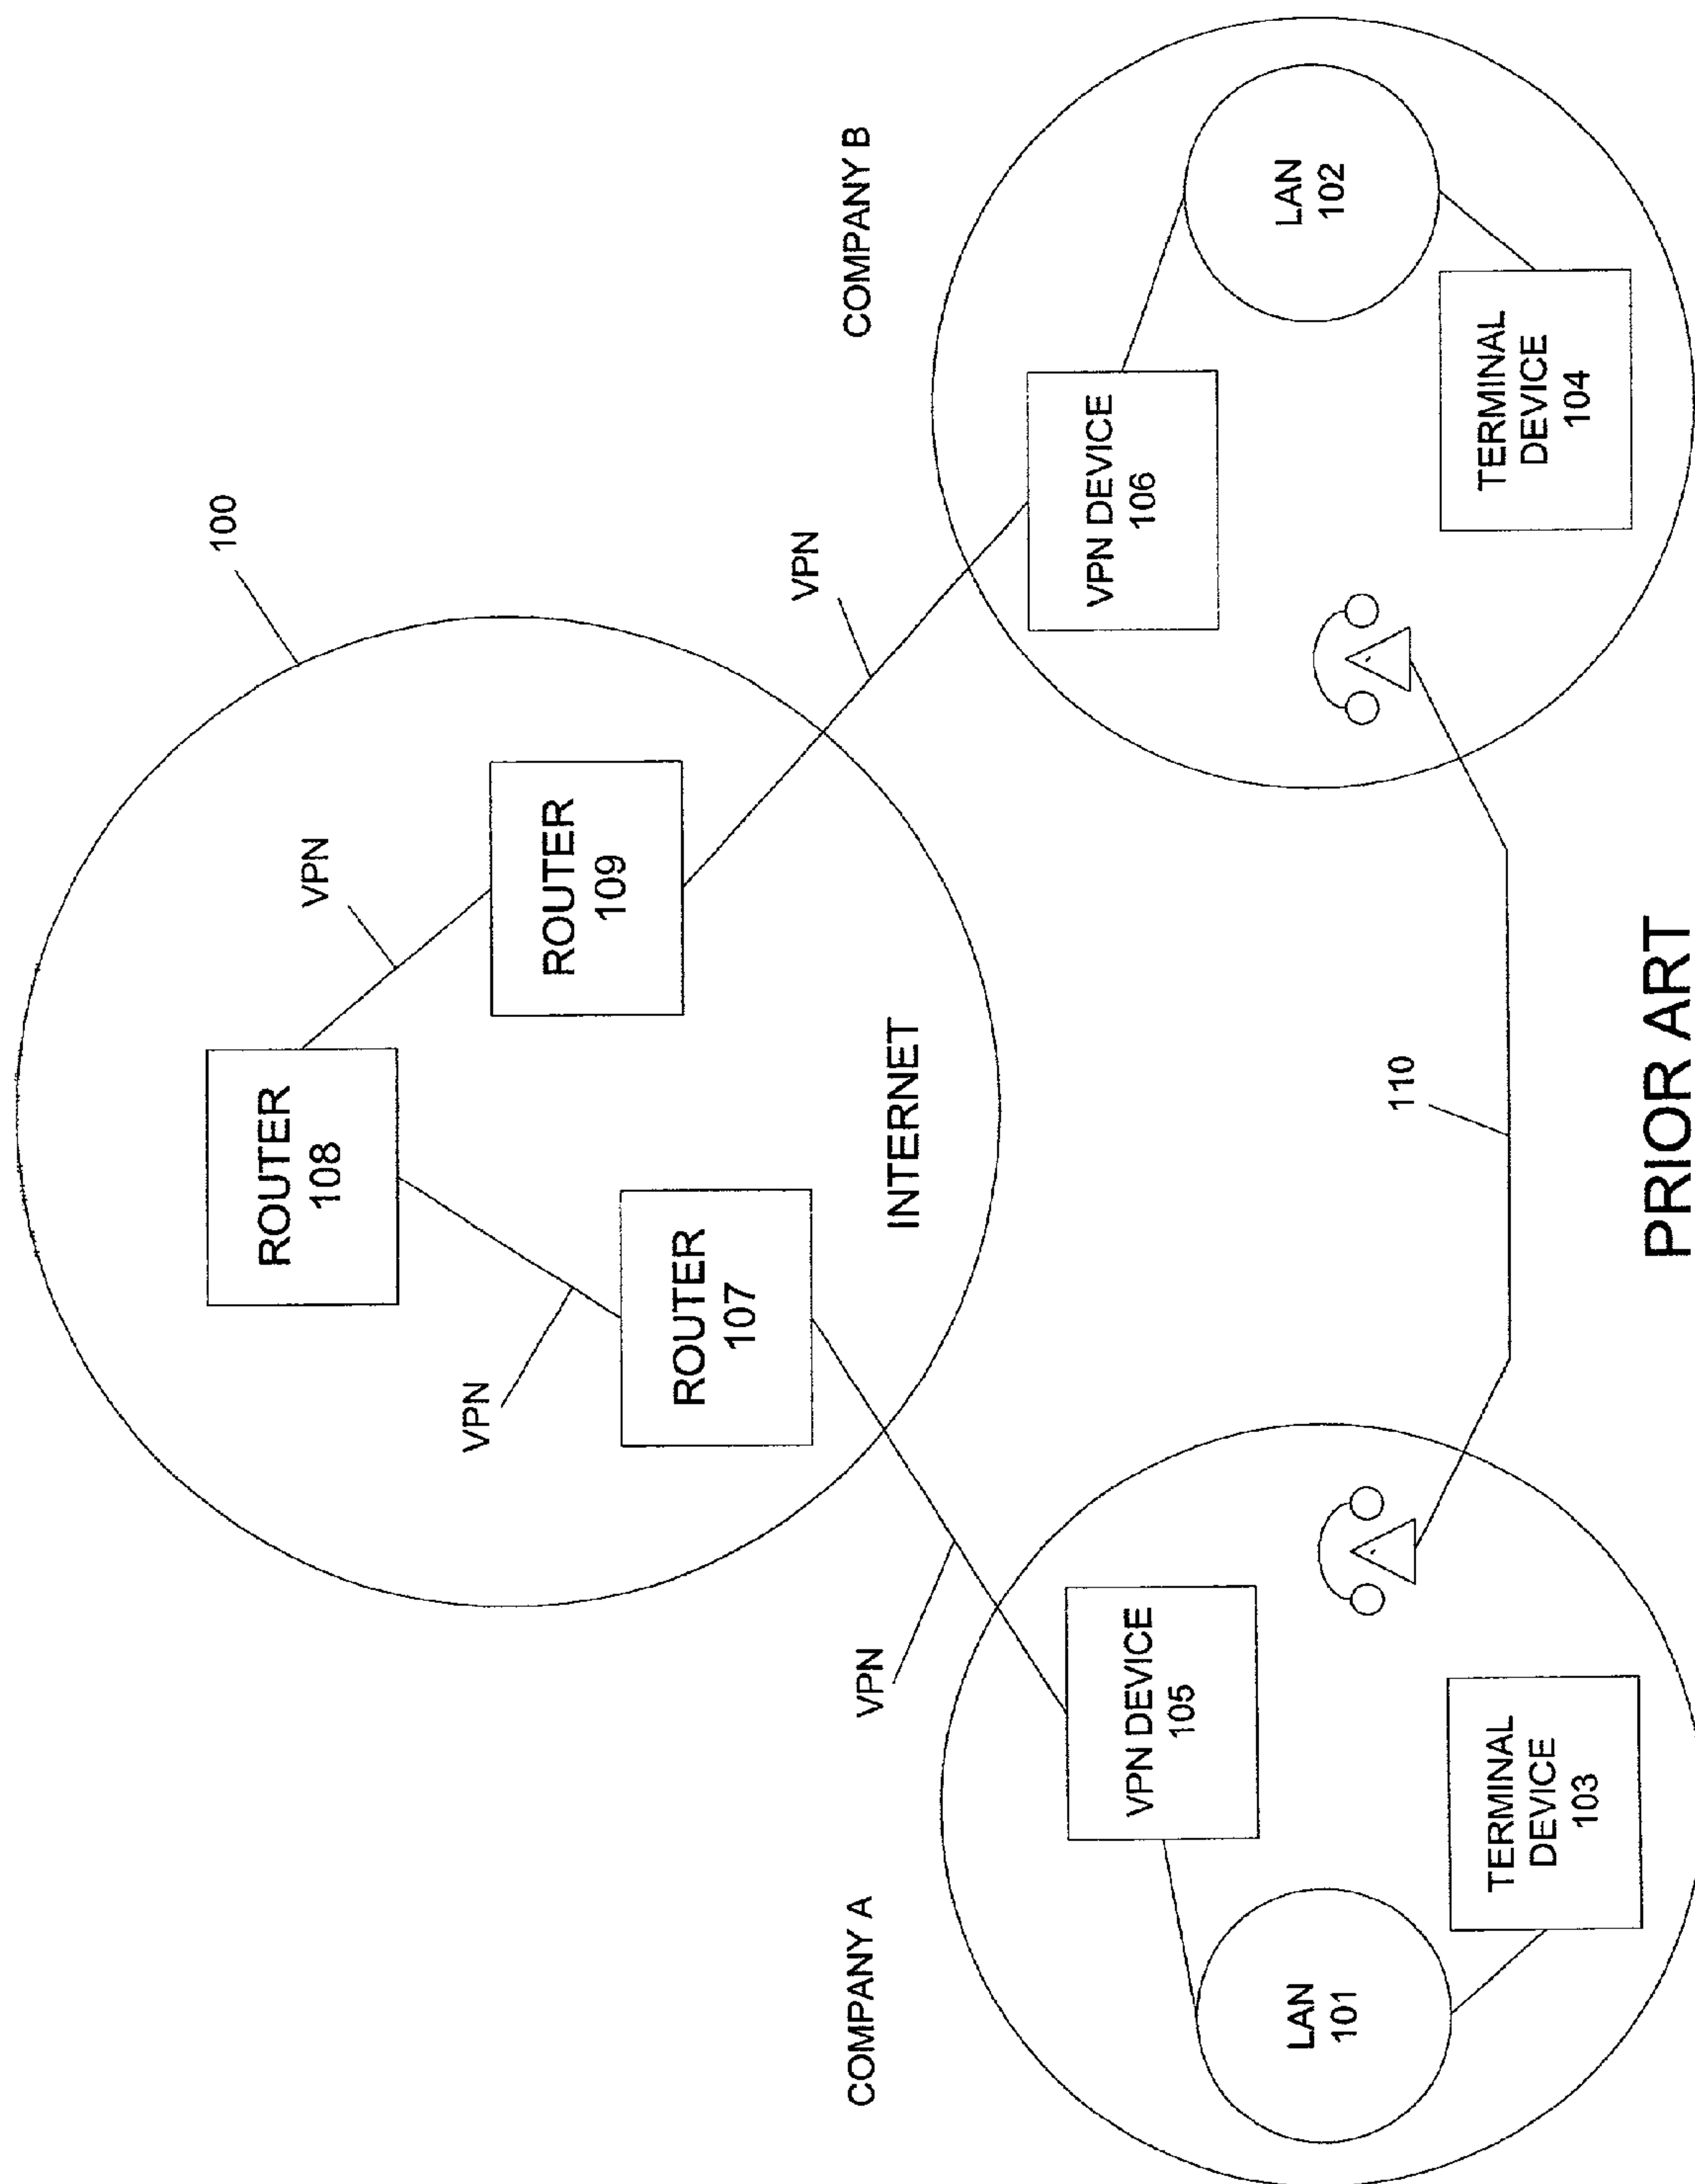 100
VPN
ROUTER
108
ROUTER
109
VPN
ROUTER
107
INTERNET
VPN
VPN
COMPANY A
COMPANY B
VPN DEVICE
105
VPN DEVICE
106
LAN
101
LAN
102
TERMINAL
DEVICE
103
TERMINAL
DEVICE
104
110
PRIOR ART